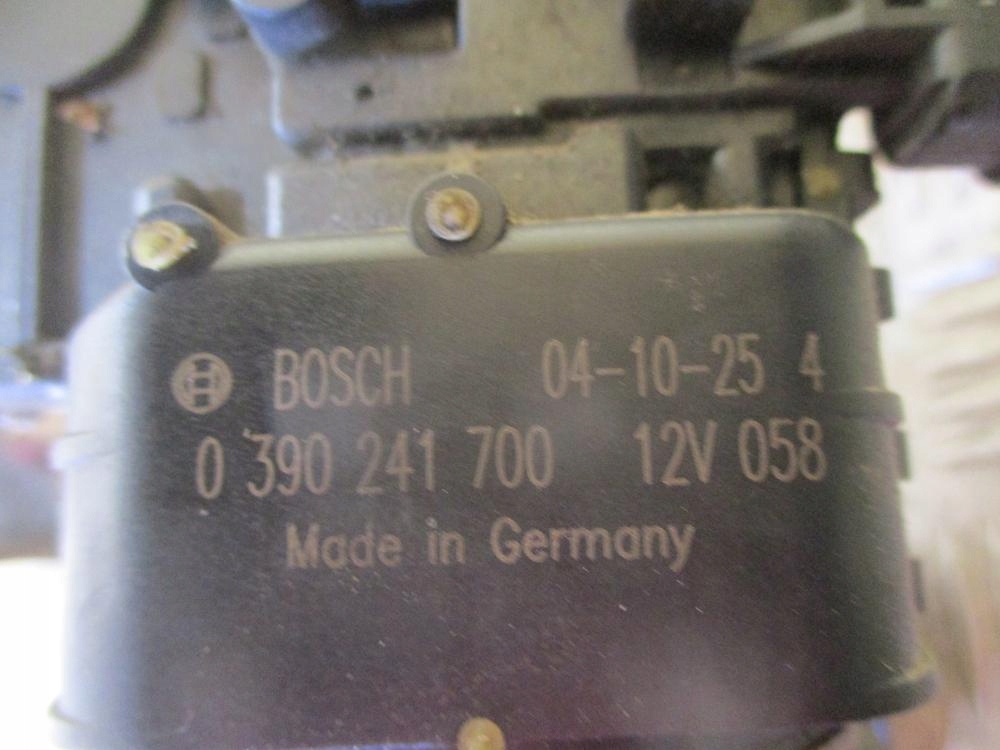 BOSCH 04-10-25 4
0 390 241 700 12V 058
Made in Germany